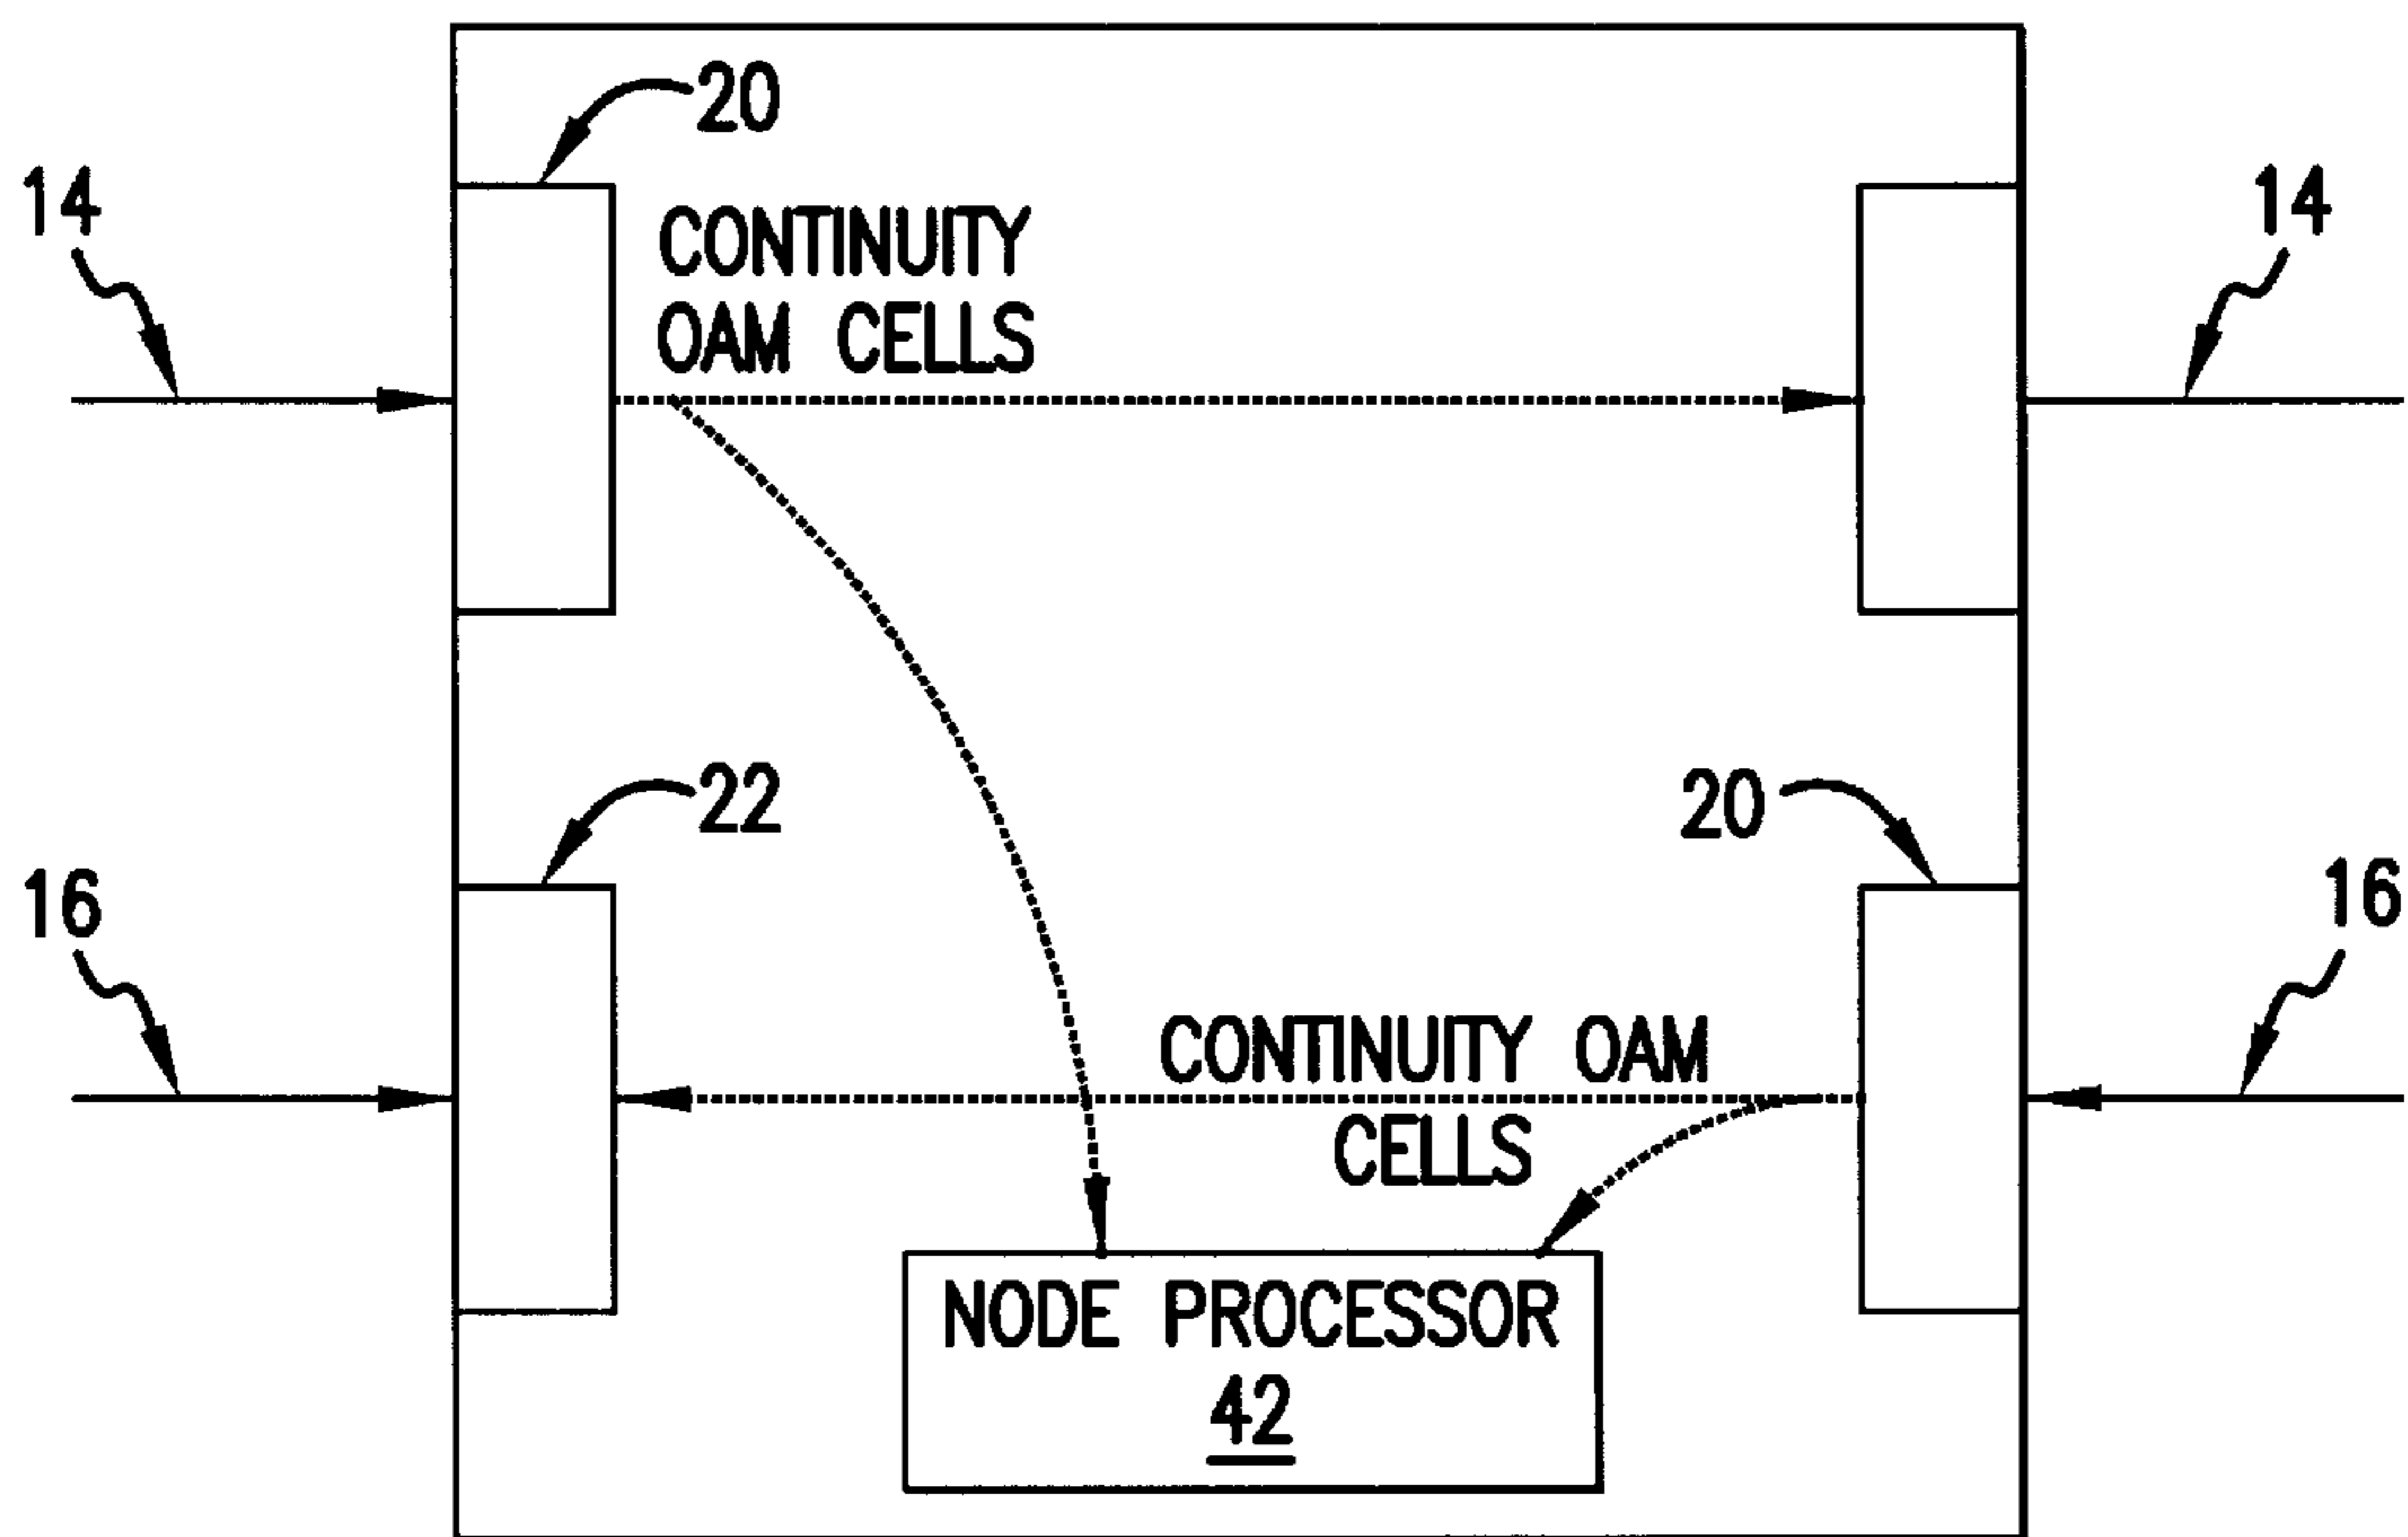 20
14
14
CONTINUITY
OAM CELLS
22
20
16
16
CONTINUITY OAM
CELLS
NODE PROCESSOR
42